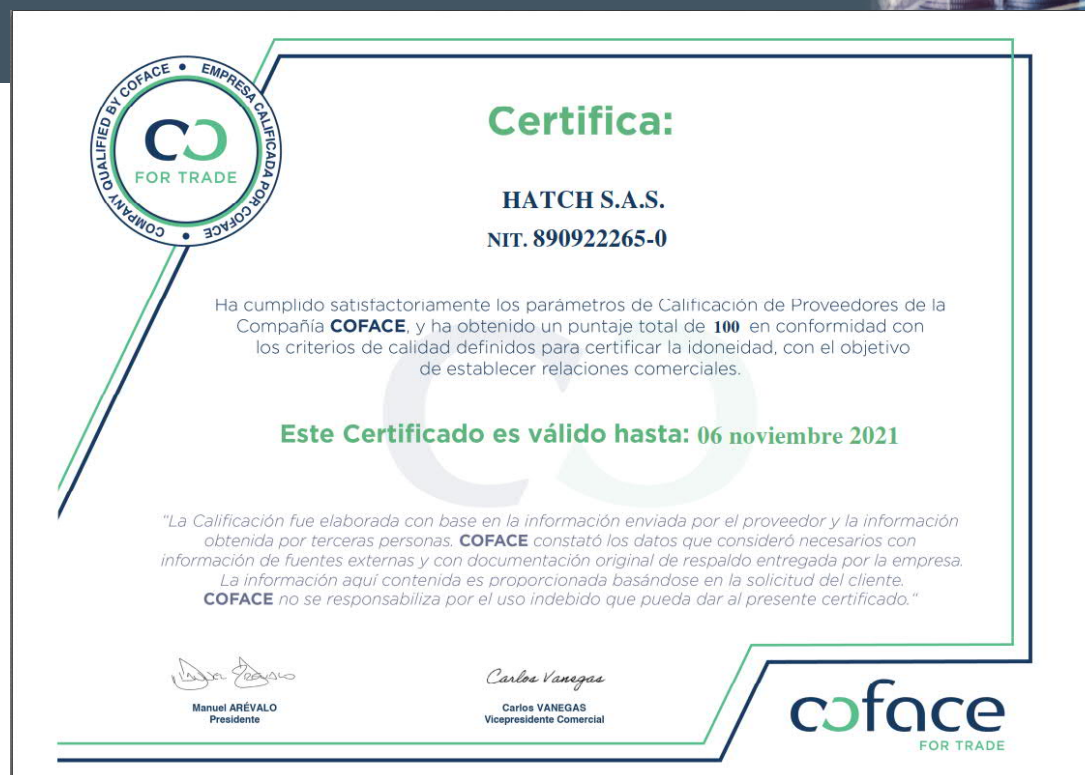 COMPANY QUALIFIED BY COFACE • EMPRESA CALIFICADA POR COFACE •
FOR TRADE
Certifica:
HATCH S.A.S.
NIT. 890922265-0
Ha cumplido satisfactoriamente los parámetros de Calificación de Proveedores de la
Compañía COFACE, y ha obtenido un puntaje total de 100 en conformidad con
los criterios de calidad definidos para certificar la idoneidad, con el objetivo
de establecer relaciones comerciales.
Este Certificado es válido hasta: 06 noviembre 2021
"La Calificación fue elaborada con base en la información enviada por el proveedor y la información
obtenida por terceras personas. COFACE constató los datos que consideró necesarios con
información de fuentes externas y con documentación original de respaldo entregada por la empresa.
La información aquí contenida es proporcionada basándose en la solicitud del cliente.
COFACE no se responsabiliza por el uso indebido que pueda dar al presente certificado."
Carlos Vanegas
Manuel ARÉVALO
Presidente
Carlos VANEGAS
Vicepresidente Comercial
coface
FOR TRADE